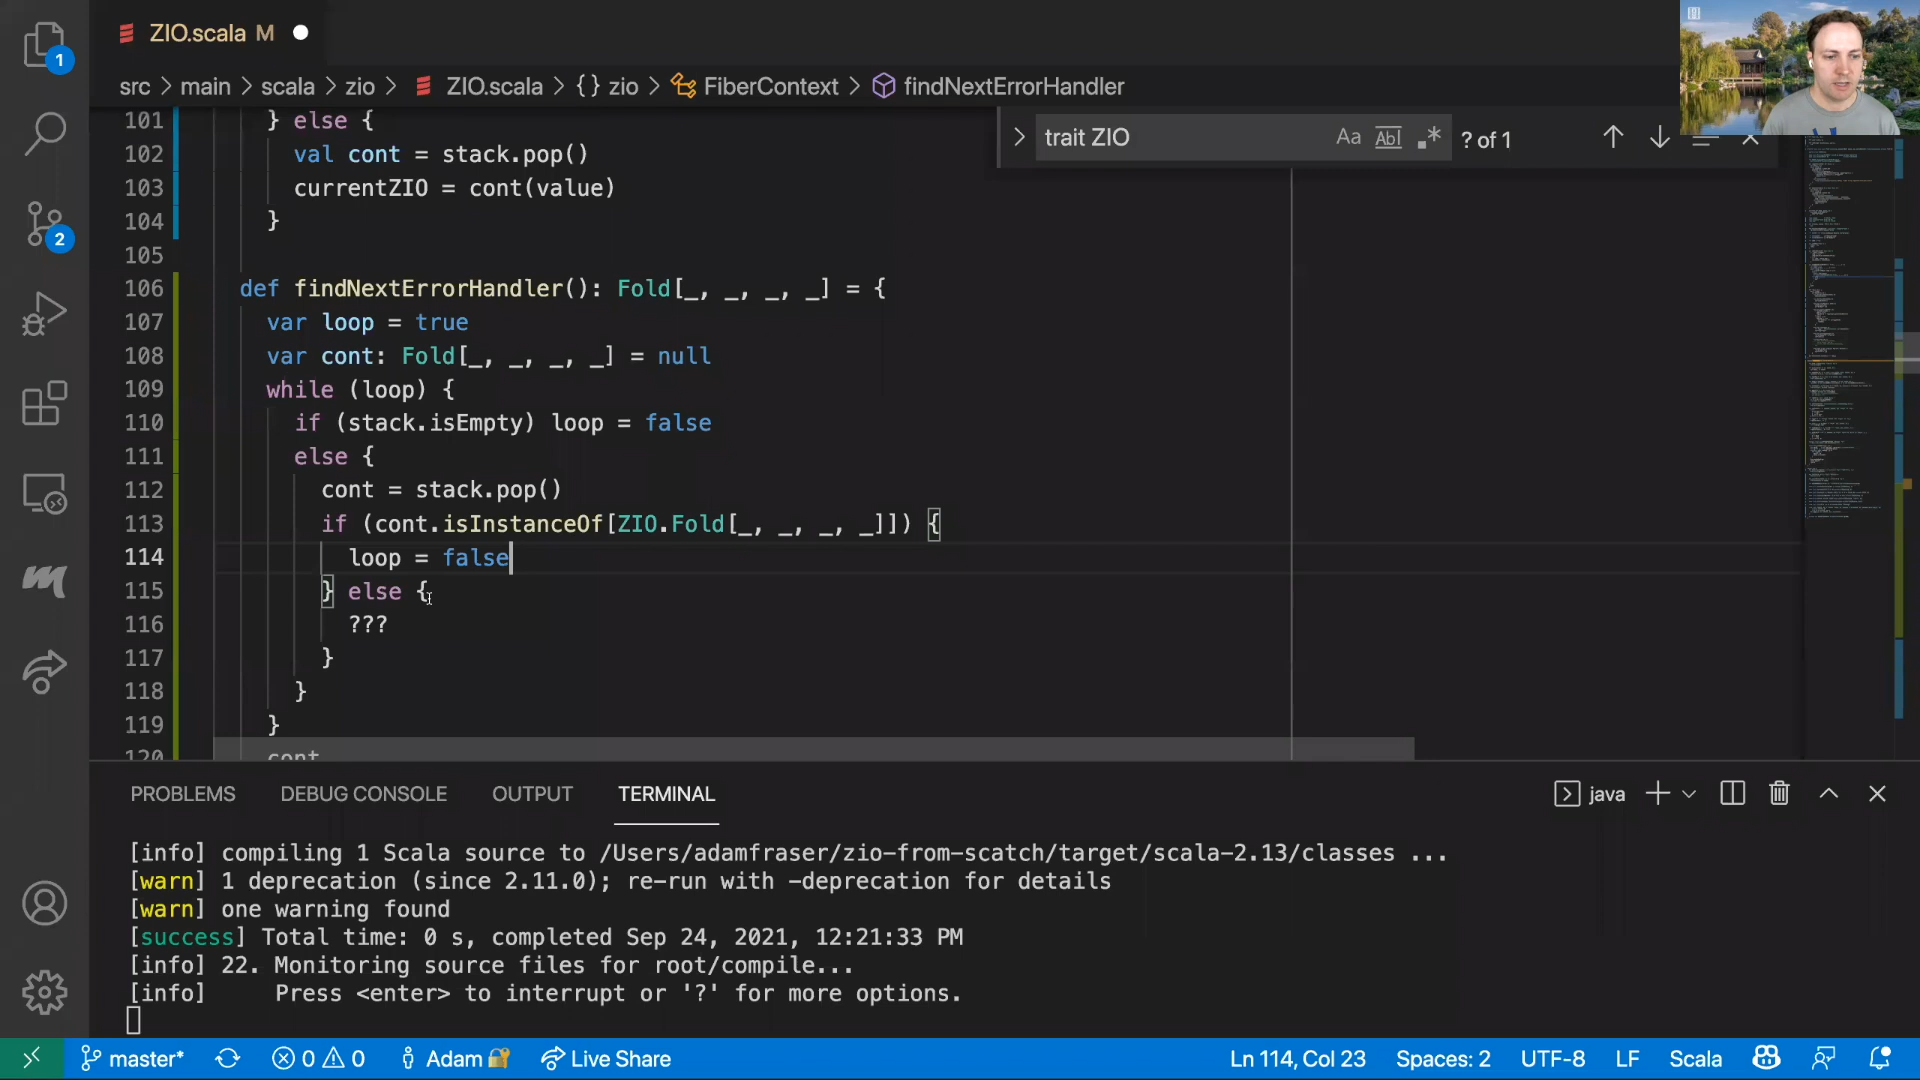 ZIO.scala M
src > main > scala > zio > ZIO.scala > {} zio > FiberContext > findNextErrorHandler
trait ZIO
Aa Abl .* ? of 1
1
2
101 } else {
102 val cont = stack.pop()
103 currentZIO = cont(value)
104 }
105
106 def findNextErrorHandler(): Fold[_, _, _, _] = {
107 var loop = true
108 var cont: Fold[_, _, _, _] = null
109 while (loop) {
110 if (stack.isEmpty) loop = false
111 else {
112 cont = stack.pop()
113 if (cont.isInstanceOf[ZIO.Fold[_, _, _, _]]) {
114 loop = false
115 } else {
116 ???
117 }
118 }
119 }
120 cont
PROBLEMS DEBUG CONSOLE OUTPUT TERMINAL
java
[info] compiling 1 Scala source to /Users/adamfraser/zio-from-scatch/target/scala-2.13/classes ...
[warn] 1 deprecation (since 2.11.0); re-run with -deprecation for details
[warn] one warning found
[success] Total time: 0 s, completed Sep 24, 2021, 12:21:33 PM
[info] 22. Monitoring source files for root/compile...
[info] Press <enter> to interrupt or '?' for more options.
master* 0 0 Adam Live Share Ln 114, Col 23 Spaces: 2 UTF-8 LF Scala